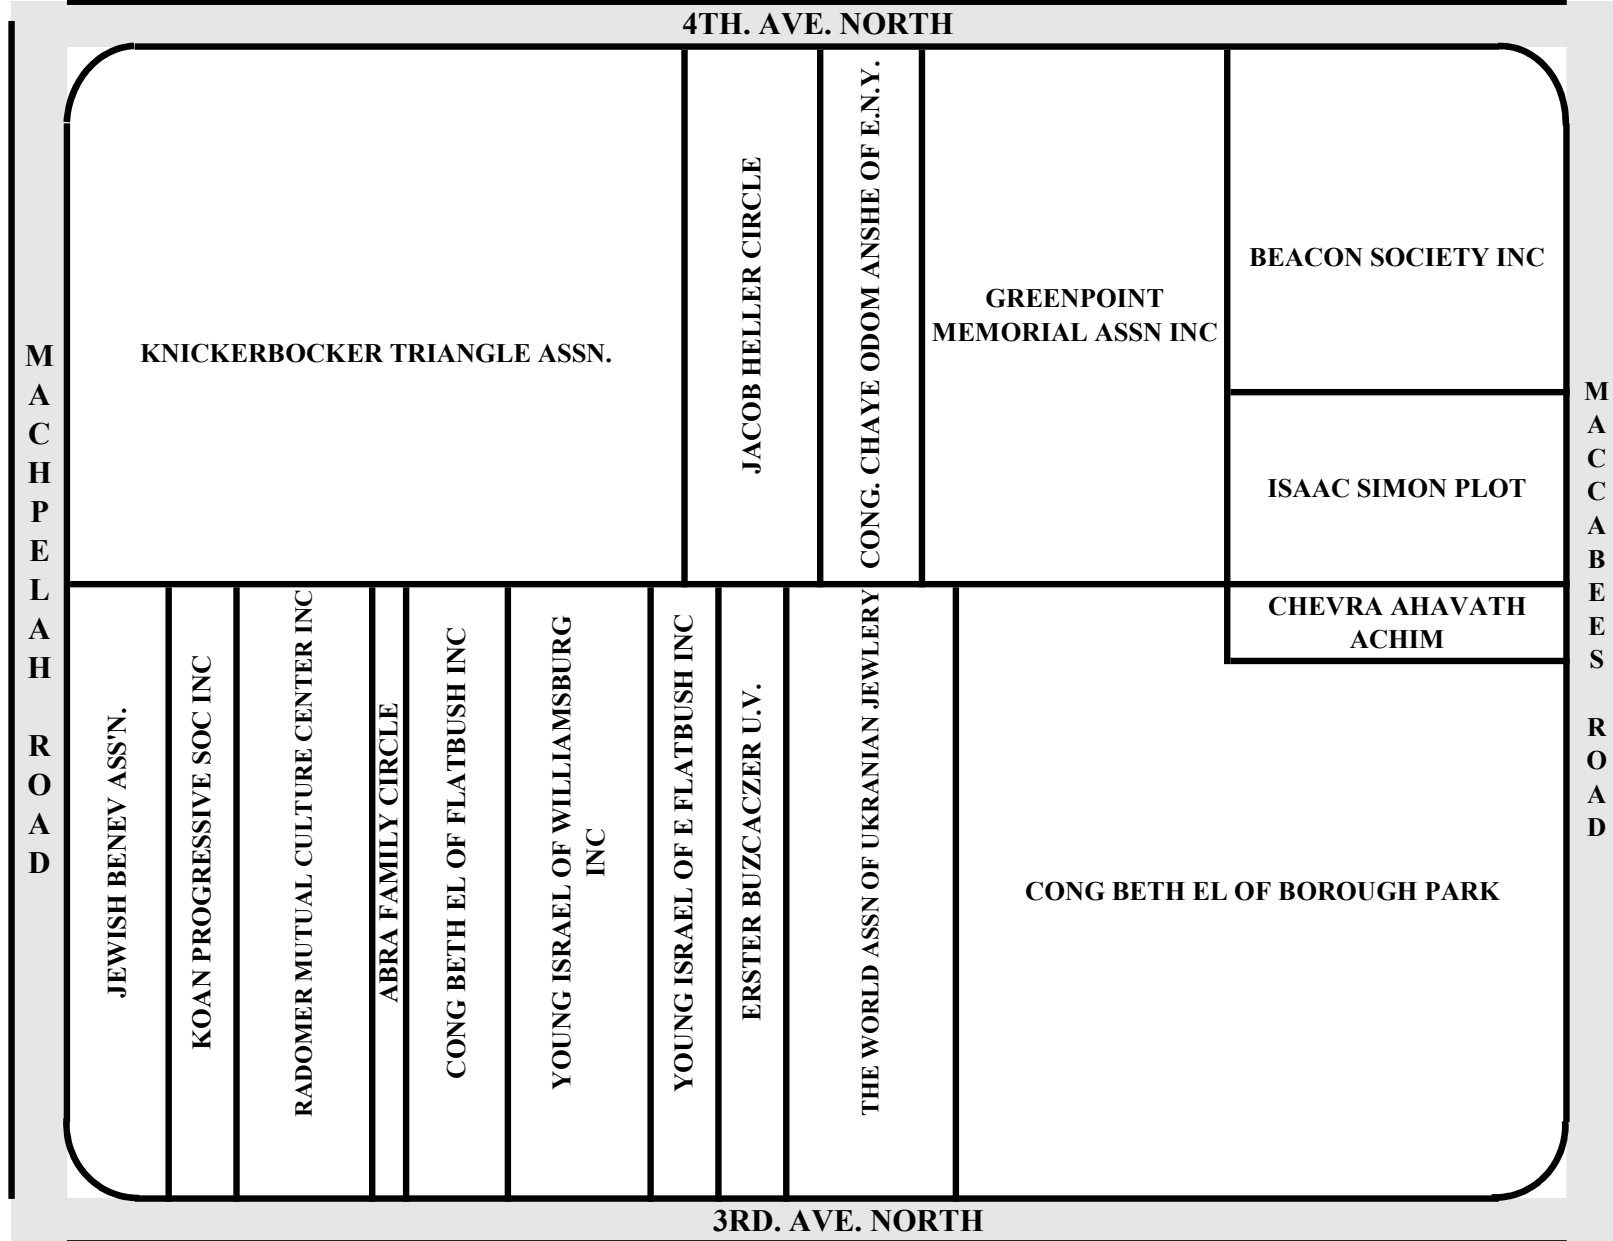 4TH. AVE. NORTH
MACHPELAH ROAD
KNICKERBOCKER TRIANGLE ASSN.
JACOB HELLER CIRCLE
CONG. CHAYE ODOM ANSHE OF E.N.Y.
GREENPOINT
MEMORIAL ASSN INC
BEACON SOCIETY INC
ISAAC SIMON PLOT
MACCABEES ROAD
JEWISH BENEV ASS'N.
KOAN PROGRESSIVE SOC INC
RADOMER MUTUAL CULTURE CENTER INC
ABRA FAMILY CIRCLE
CONG BETH EL OF FLATBUSH INC
YOUNG ISRAEL OF WILLIAMSBURG
INC
YOUNG ISRAEL OF E FLATBUSH INC
ERSTER BUZCACZER U.V.
THE WORLD ASSN OF UKRANIAN JEWLERY
CHEVRA AHAVATH
ACHIM
CONG BETH EL OF BOROUGH PARK
3RD. AVE. NORTH